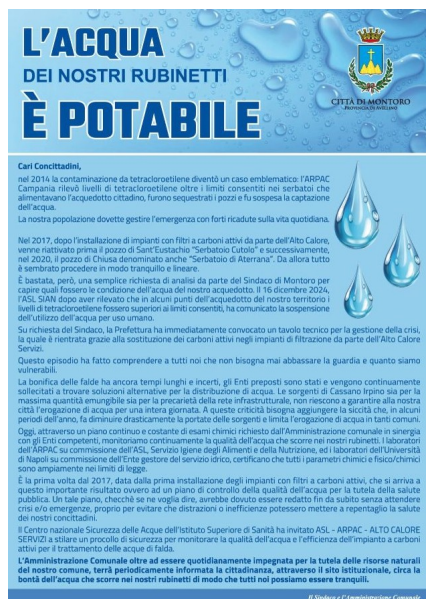 L'ACQUA
DEI NOSTRI RUBINETTI
È POTABILE
CITTÀ DI MONTORO
PROVINCIA DI AVELLINO
Cari Concittadini,
nel 2014 la contaminazione da tetracloroetilene diventò un caso emblematico: l'ARPAC
Campania rilevò livelli di tetracloroetilene oltre i limiti consentiti nei serbatoi che
alimentavano l'acquedotto cittadino, furono sequestrati i pozzi e fu sospesa la captazione
dell'acqua.
La nostra popolazione dovette gestire l'emergenza con forti ricadute sulla vita quotidiana.
Nel 2017, dopo l'installazione di impianti con filtri a carboni attivi da parte dell'Alto Calore,
venne riattivato prima il pozzo di Sant'Eustachio "Serbatoio Cutolo" e successivamente,
nel 2020, il pozzo di Chiusa denominato anche "Serbatoio di Aterrana". Da allora tutto
è sembrato procedere in modo tranquillo e lineare.
È bastata, però, una semplice richiesta di analisi da parte del Sindaco di Montoro per
capire quali fossero le condizioni dell'acqua del nostro acquedotto. Il 16 dicembre 2024,
l'ASL SIAN dopo aver rilevato che in alcuni punti dell'acquedotto del nostro territorio i
livelli di tetracloroetilene fossero superiori ai limiti consentiti, ha comunicato la sospensione
dell'utilizzo dell'acqua per uso umano.
Su richiesta del Sindaco, la Prefettura ha immediatamente convocato un tavolo tecnico per la gestione della crisi,
la quale è rientrata grazie alla sostituzione dei carboni attivi negli impianti di filtrazione da parte dell'Alto Calore
Servizi.
Questo episodio ha fatto comprendere a tutti noi che non bisogna mai abbassare la guardia e quanto siamo
vulnerabili.
La bonifica delle falde ha ancora tempi lunghi e incerti, gli Enti preposti sono stati e vengono continuamente
sollecitati a trovare soluzioni alternative per la distribuzione di acqua. Le sorgenti di Cassano Irpino sia per la
massima quantità emungibile sia per la precarietà della rete infrastrutturale, non riescono a garantire alla nostra
città l'erogazione di acqua per una intera giornata. A queste criticità bisogna aggiungere la siccità che, in alcuni
periodi dell'anno, fa diminuire drasticamente la portata delle sorgenti e limita l'erogazione di acqua in tanti comuni.
Oggi, attraverso un piano continuo e costante di esami chimici richiesto dall'Amministrazione comunale in sinergia
con gli Enti competenti, monitoriamo continuamente la qualità dell'acqua che scorre nei nostri rubinetti. I laboratori
dell'ARPAC su commissione dell'ASL, Servizio Igiene degli Alimenti e della Nutrizione, ed i laboratori dell'Università
di Napoli su commissione dell'Ente gestore del servizio idrico, certificano che tutti i parametri chimici e fisico/chimici
sono ampiamente nei limiti di legge.
È la prima volta dal 2017, data dalla prima installazione degli impianti con filtri a carboni attivi, che si arriva a
questo importante risultato ovvero ad un piano di controllo della qualità dell'acqua per la tutela della salute
pubblica. Un tale piano, checchè se ne voglia dire, avrebbe dovuto essere redatto fin da subito senza attendere
crisi e/o emergenze, proprio per evitare che distrazioni o inefficienze potessero mettere a repentaglio la salute
dei nostri concittadini.
Il Centro nazionale Sicurezza delle Acque dell'Istituto Superiore di Sanità ha invitato ASL - ARPAC - ALTO CALORE
SERVIZI a stilare un procollo di sicurezza per monitorare la qualità dell'acqua e l'efficienza dell'impianto a carboni
attivi per il trattamento delle acque di falda.
L'Amministrazione Comunale oltre ad essere quotidianamente impegnata per la tutela delle risorse naturali
del nostro comune, terrà periodicamente informata la cittadinanza, attraverso il sito istituzionale, circa la
bontà dell'acqua che scorre nei nostri rubinetti di modo che tutti noi possiamo essere tranquilli.
Il Sindaco e l'Amministrazione Comunale